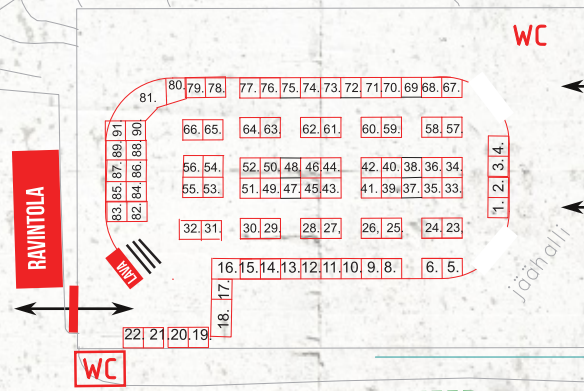 WC
80. 79. 78. 77. 76. 75. 74. 73. 72. 71. 70. 69 68. 67.
81.
91 90 66. 65. 64. 63. 62. 61. 60. 59. 58. 57.
89. 88 4.
87. 86 56. 54. 52. 50. 48. 46 44. 42. 40. 38. 36. 34. 3.
85. 84. 55. 53. 51. 49. 47. 45 43. 41. 39. 37. 35. 33. 2.
83. 82 1.
RAVINTOLA
32. 31. 30. 29. 28. 27. 26. 25. 24. 23.
LAVA
16. 15. 14. 13. 12. 11. 10. 9. 8. 6. 5.
jäähalli
17.
18.
22. 21 20. 19.
WC